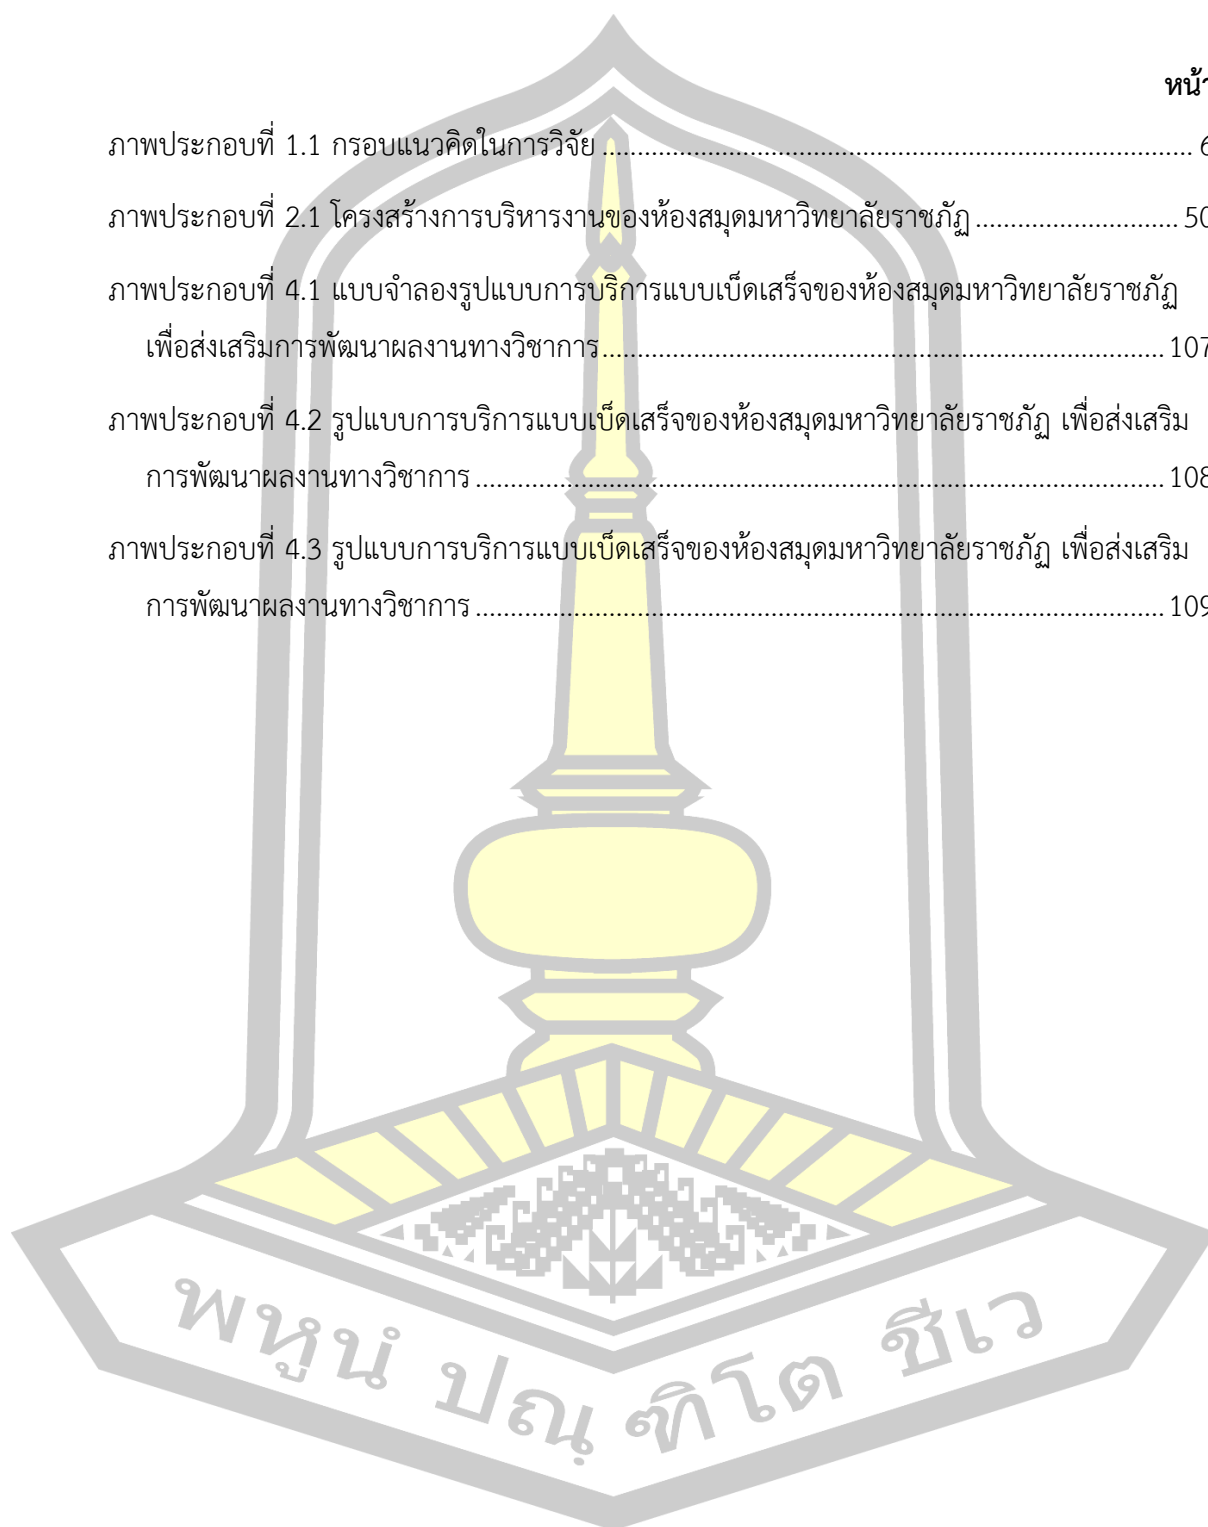 หน้า
ภาพประกอบที่ 1.1 กรอบแนวคิดในการวิจัย ........................................................................ 6
ภาพประกอบที่ 2.1 โครงสร้างการบริหารงานของห้องสมุดมหาวิทยาลัยราชภัฏ ......................... 50
ภาพประกอบที่ 4.1 แบบจำลองรูปแบบการบริการแบบเบ็ดเสร็จของห้องสมุดมหาวิทยาลัยราชภัฏ
เพื่อส่งเสริมการพัฒนาผลงานทางวิชาการ..................................................................... 107
ภาพประกอบที่ 4.2 รูปแบบการบริการแบบเบ็ดเสร็จของห้องสมุดมหาวิทยาลัยราชภัฏ เพื่อส่งเสริม
การพัฒนาผลงานทางวิชาการ ..................................................................................... 108
ภาพประกอบที่ 4.3 รูปแบบการบริการแบบเบ็ดเสร็จของห้องสมุดมหาวิทยาลัยราชภัฏ เพื่อส่งเสริม
การพัฒนาผลงานทางวิชาการ ..................................................................................... 109
พหูนํ ปณฺฑิโต ชีเว